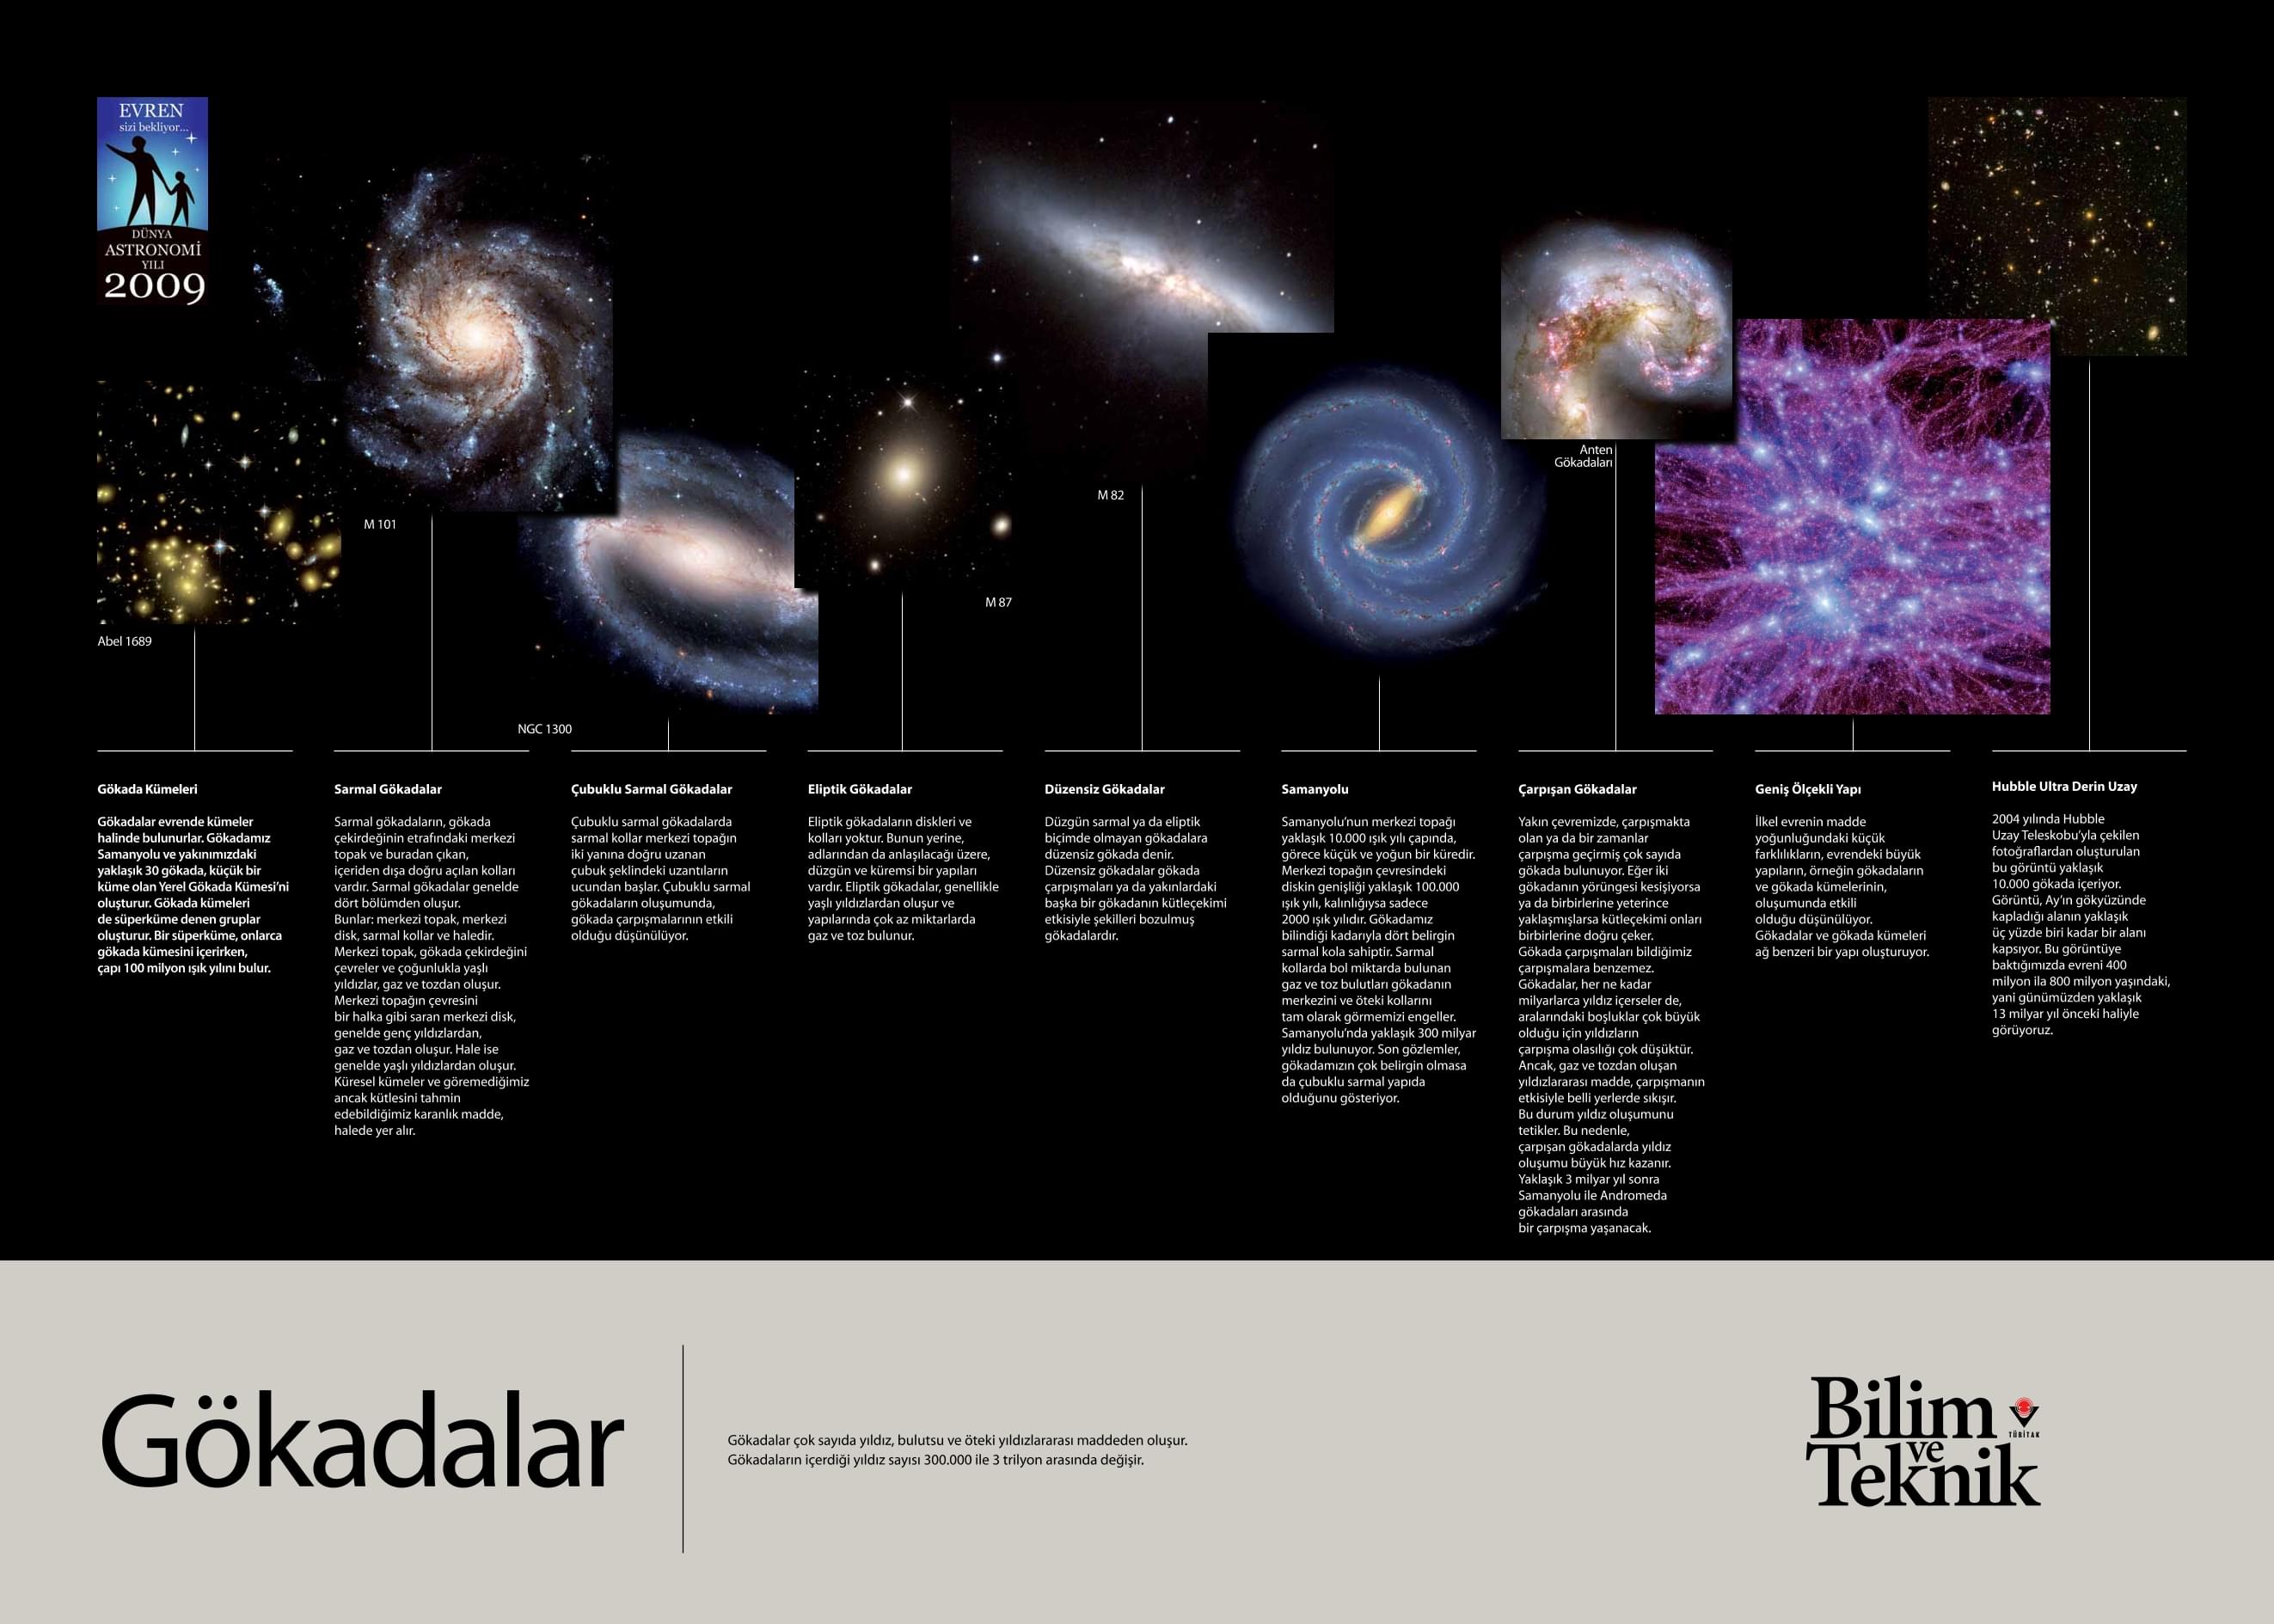 EVREN
sizi bekliyor...
DÜNYA
ASTRONOMİ
YILI
2009
Abel 1689
M 101
NGC 1300
M 87
M 82
Anten
Gökadaları
Gökada Kümeleri
Gökadalar evrende kümeler
halinde bulunurlar. Gökadamız
Samanyolu ve yakınımızdaki
yaklaşık 30 gökada, küçük bir
küme olan Yerel Gökada Kümesi’ni
oluşturur. Gökada kümeleri
de süperküme denen gruplar
oluşturur. Bir süperküme, onlarca
gökada kümesini içerirken,
çapı 100 milyon ışık yılını bulur.
Sarmal Gökadalar
Sarmal gökadaların, gökada
çekirdeğinin etrafındaki merkezi
topak ve buradan çıkan,
içeriden dışa doğru açılan kolları
vardır. Sarmal gökadalar genelde
dört bölümden oluşur.
Bunlar: merkezi topak, merkezi
disk, sarmal kollar ve haledir.
Merkezi topak, gökada çekirdeğini
çevreler ve çoğunlukla yaşlı
yıldızlar, gaz ve tozdan oluşur.
Merkezi topağın çevresini
bir halka gibi saran merkezi disk,
genelde genç yıldızlardan,
gaz ve tozdan oluşur. Hale ise
genelde yaşlı yıldızlardan oluşur.
Küresel kümeler ve göremediğimiz
ancak kütlesini tahmin
edebildiğimiz karanlık madde,
halede yer alır.
Çubuklu Sarmal Gökadalar
Çubuklu sarmal gökadalarda
sarmal kollar merkezi topağın
iki yanına doğru uzanan
çubuk şeklindeki uzantıların
ucundan başlar. Çubuklu sarmal
gökadaların oluşumunda,
gökada çarpışmalarının etkili
olduğu düşünülüyor.
Eliptik Gökadalar
Eliptik gökadaların diskleri ve
kolları yoktur. Bunun yerine,
adlarından da anlaşılacağı üzere,
düzgün ve küremsi bir yapıları
vardır. Eliptik gökadalar, genellikle
yaşlı yıldızlardan oluşur ve
yapılarında çok az miktarlarda
gaz ve toz bulunur.
Düzensiz Gökadalar
Düzgün sarmal ya da eliptik
biçimde olmayan gökadalara
düzensiz gökada denir.
Düzensiz gökadalar gökada
çarpışmaları ya da yakınlardaki
başka bir gökadanın kütleçekimi
etkisiyle şekilleri bozulmuş
gökadalardır.
Samanyolu
Samanyolu’nun merkezi topağı
yaklaşık 10.000 ışık yılı çapında,
görece küçük ve yoğun bir küredir.
Merkezi topağın çevresindeki
diskin genişliği yaklaşık 100.000
ışık yılı, kalınlığıysa sadece
2000 ışık yılıdır. Gökadamız
bilindiği kadarıyla dört belirgin
sarmal kola sahiptir. Sarmal
kollarda bol miktarda bulunan
gaz ve toz bulutları gökadanın
merkezini ve öteki kollarını
tam olarak görmemizi engeller.
Samanyolu’nda yaklaşık 300 milyar
yıldız bulunuyor. Son gözlemler,
gökadamızın çok belirgin olmasa
da çubuklu sarmal yapıda
olduğunu gösteriyor.
Çarpışan Gökadalar
Yakın çevremizde, çarpışmakta
olan ya da bir zamanlar
çarpışma geçirmiş çok sayıda
gökada bulunuyor. Eğer iki
gökadanın yörüngesi kesişiyorsa
ya da birbirlerine yeterince
yaklaşmışlarsa kütleçekimi onları
birbirlerine doğru çeker.
Gökada çarpışmaları bildiğimiz
çarpışmalara benzemez.
Gökadalar, her ne kadar
milyarlarca yıldız içerseler de,
aralarındaki boşluklar çok büyük
olduğu için yıldızların
çarpışma olasılığı çok düşüktür.
Ancak, gaz ve tozdan oluşan
yıldızlararası madde, çarpışmanın
etkisiyle belli yerlerde sıkışır.
Bu durum yıldız oluşumunu
tetikler. Bu nedenle,
çarpışan gökadalarda yıldız
oluşumu büyük hız kazanır.
Yaklaşık 3 milyar yıl sonra
Samanyolu ile Andromeda
gökadaları arasında
bir çarpışma yaşanacak.
Geniş Ölçekli Yapı
İlkel evrenin madde
yoğunluğundaki küçük
farklılıkların, evrendeki büyük
yapıların, örneğin gökadaların
ve gökada kümelerinin,
oluşumunda etkili
olduğu düşünülüyor.
Gökadalar ve gökada kümeleri
ağ benzeri bir yapı oluşturuyor.
Hubble Ultra Derin Uzay
2004 yılında Hubble
Uzay Teleskobu’yla çekilen
fotoğraflardan oluşturulan
bu görüntü yaklaşık
10.000 gökada içeriyor.
Görüntü, Ay’ın gökyüzünde
kapladığı alanın yaklaşık
üç yüzde biri kadar bir alanı
kapsıyor. Bu görüntüye
baktığımızda evreni 400
milyon ila 800 milyon yaşındaki,
yani günümüzden yaklaşık
13 milyar yıl önceki haliyle
görüyoruz.
Gökadalar
Gökadalar çok sayıda yıldız, bulutsu ve öteki yıldızlararası maddeden oluşur.
Gökadaların içerdiği yıldız sayısı 300.000 ile 3 trilyon arasında değişir.
Bilim
ve
Teknik
TÜBİTAK